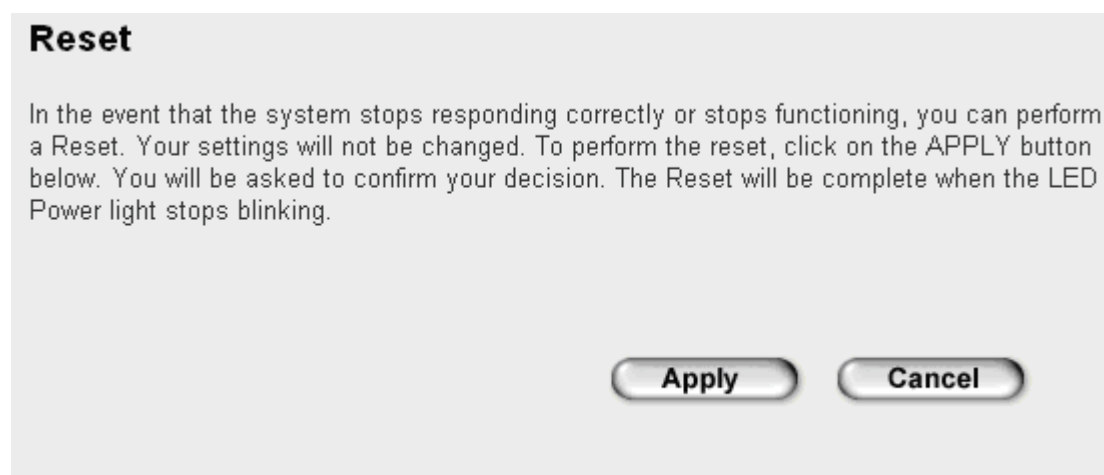 Reset
In the event that the system stops responding correctly or stops functioning, you can perform
a Reset. Your settings will not be changed. To perform the reset, click on the APPLY button
below. You will be asked to confirm your decision. The Reset will be complete when the LED
Power light stops blinking.
Apply Cancel